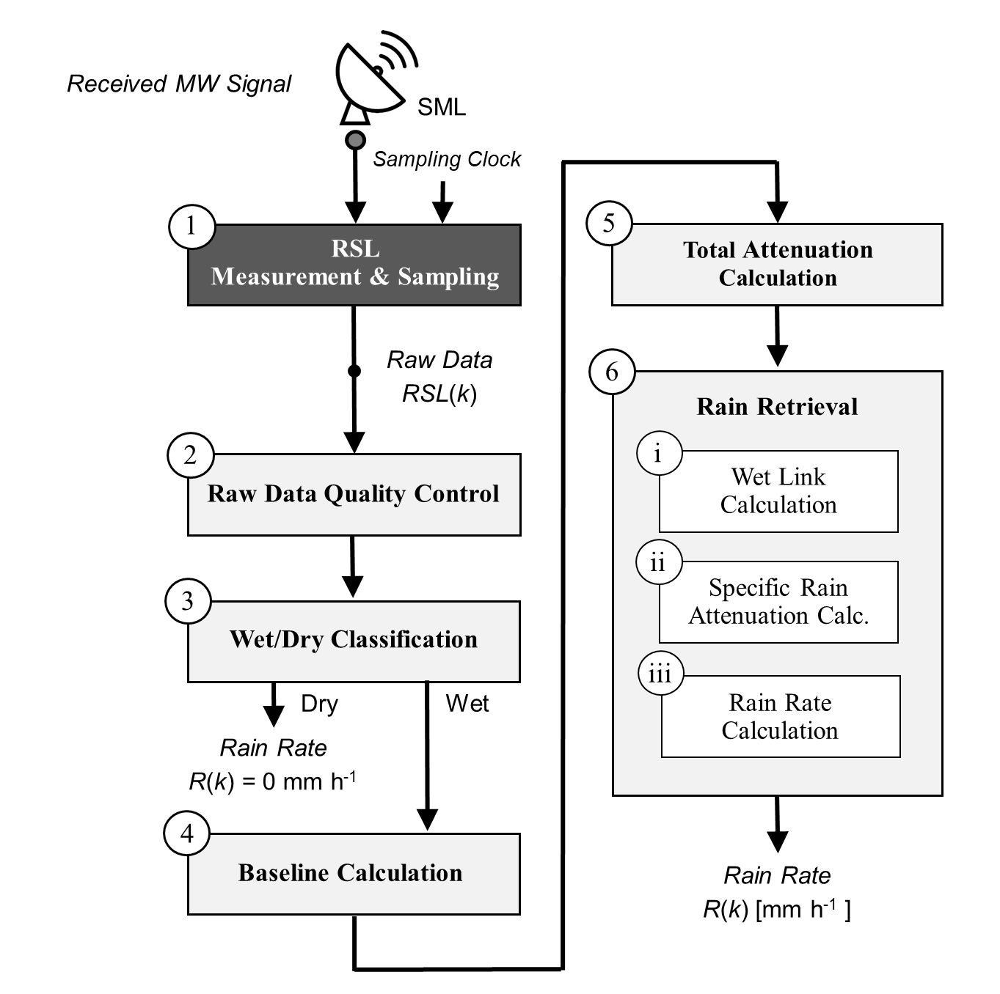 Received MW Signal
SML
Sampling Clock
1
RSL
Measurement & Sampling
Raw Data
RSL(k)
2
Raw Data Quality Control
3
Wet/Dry Classification
Dry
Wet
Rain Rate
R(k) = 0 mm h-1
4
Baseline Calculation
5
Total Attenuation
Calculation
6
Rain Retrieval
i
Wet Link
Calculation
ii
Specific Rain
Attenuation Calc.
iii
Rain Rate
Calculation
Rain Rate
R(k) [mm h-1 ]